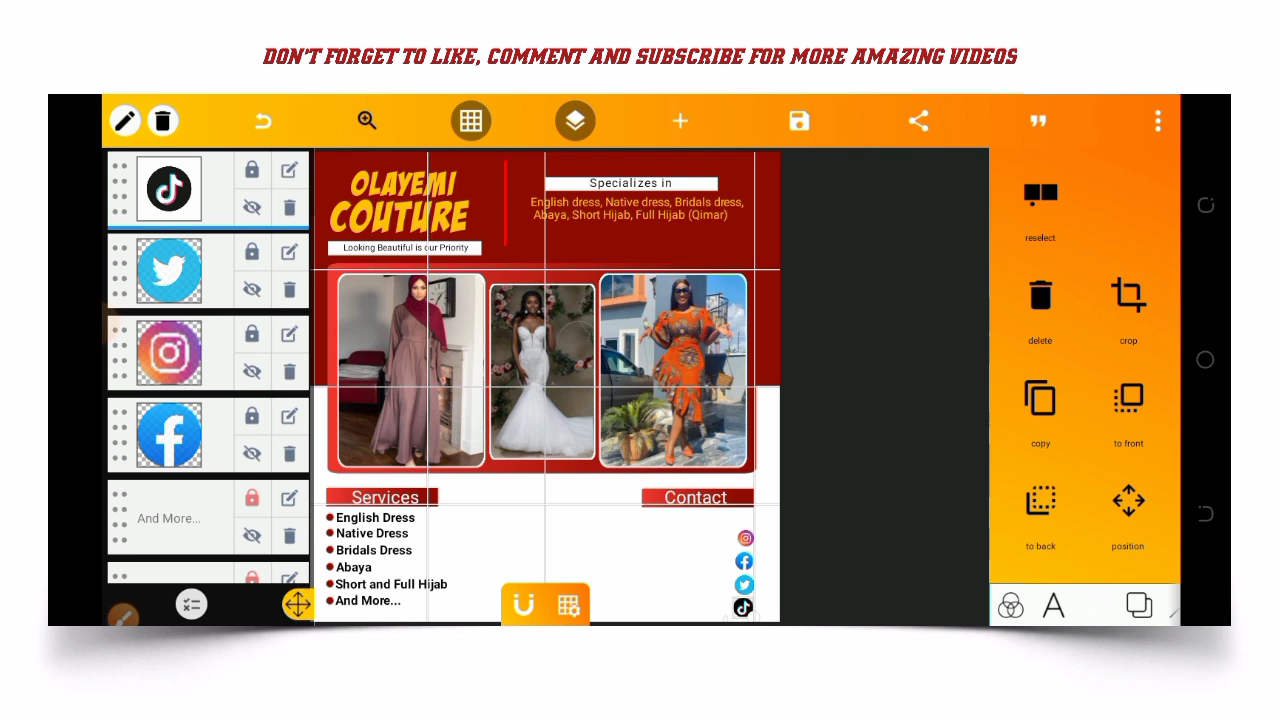 DON'T FORGET TO LIKE, COMMENT AND SUBSCRIBE FOR MORE AMAZING VIDEOS
OLAYEMI
COUTURE
Looking Beautiful is our Priority
Specializes in
English dress, Native dress, Bridals dress,
Abaya, Short Hijab, Full Hijab (Qimar)
Services
English Dress
Native Dress
Bridals Dress
Abaya
Short and Full Hijab
And More...
Contact
And More...
reselect
delete
crop
copy
to front
to back
position